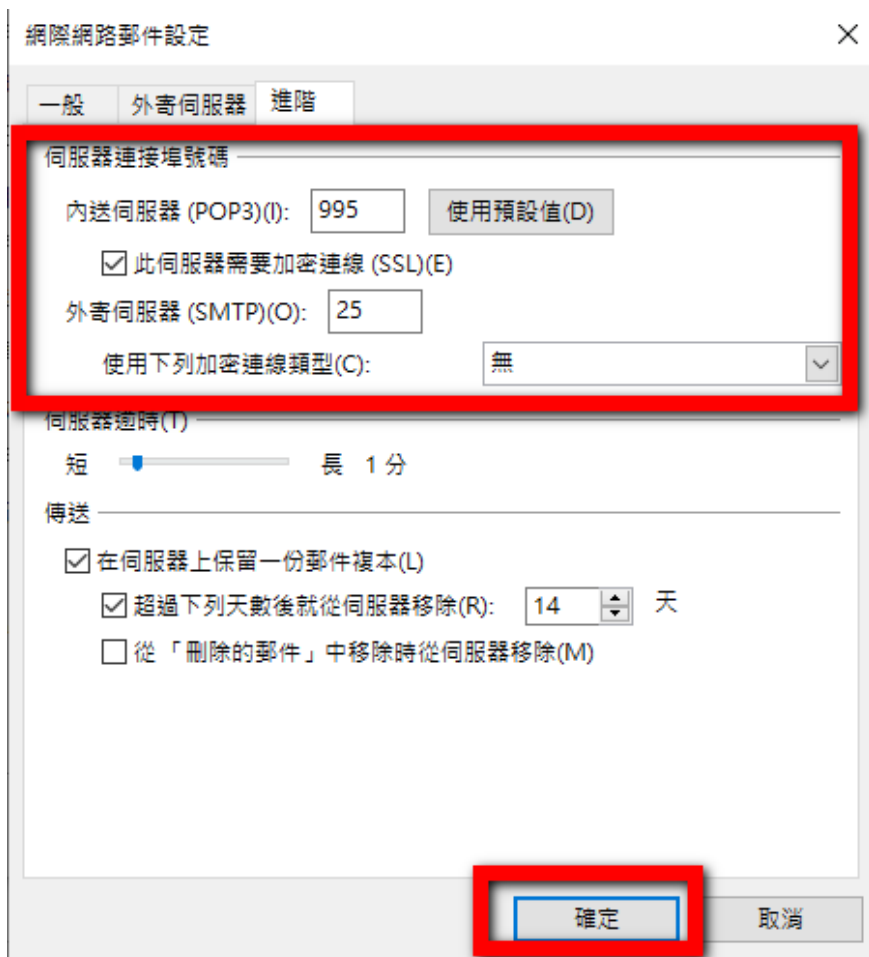 網際網路郵件設定
一般 外寄伺服器 進階
伺服器連接埠號碼
內送伺服器 (POP3)(I): 995 使用預設值(D)
此伺服器需要加密連線 (SSL)(E)
外寄伺服器 (SMTP)(O): 25
使用下列加密連線類型(C): 無
伺服器逾時(T)
短 長 1 分
傳送
在伺服器上保留一份郵件複本(L)
超過下列天數後就從伺服器移除(R): 14 天
從「刪除的郵件」中移除時從伺服器移除(M)
確定 取消